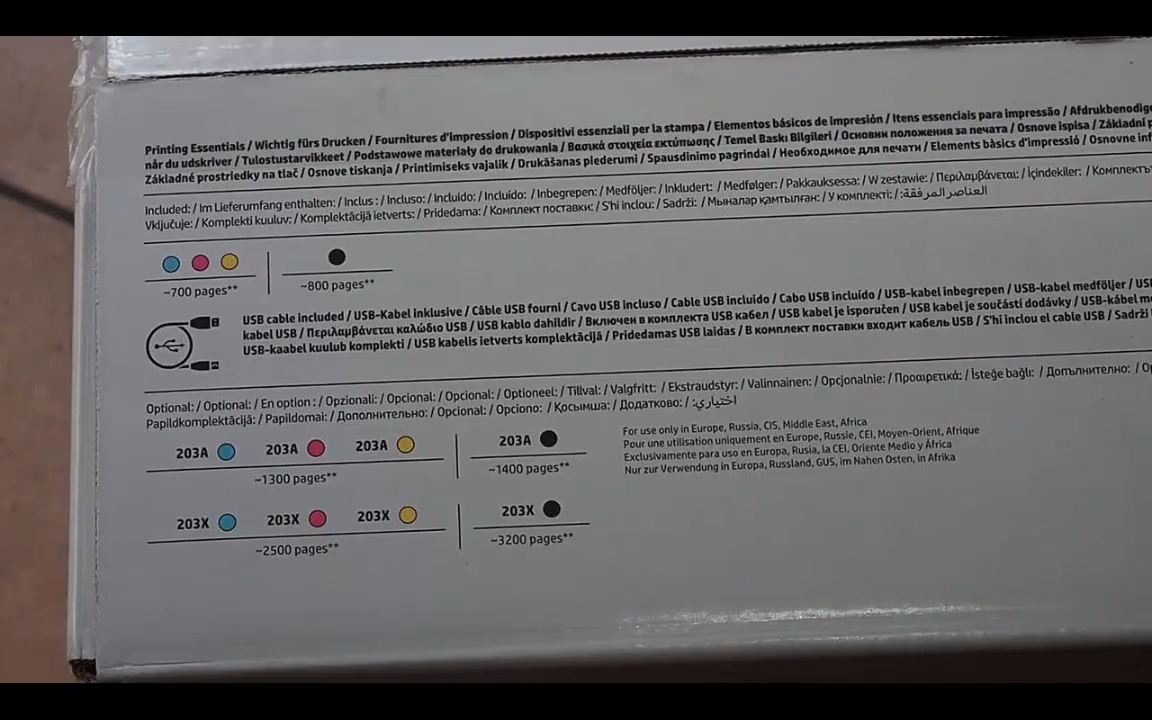 Printing Essentials / Wichtig fürs Drucken / Fournitures d'impression / Dispositivi essenziali per la stampa / Elementos básicos de impresión / Itens essenciais para impressão /
når du udskriver / Tulostustarvikkeet / Podstawowe materiały do drukowania / Βασικά στοιχεία εκτύπωσης / Temel Baskı Bilgileri / Основни положения за печата / Osnove ispisa / Základní
Základné prostriedky na tlač / Osnove tiskanja / Printimiseks vajalik / Drukāšanas piederumi / Spausdinimo pagrindai / Необходимое для печати / Elements bàsics d'impressió / Osnovne
Included: / Im Lieferumfang enthalten: / Inclus : / Incluso: / Incluido: / Incluído: / Inbegrepen: / Medföljer: / Inkludert: / Medfølger: / Pakkauksessa: / W zestawie: / Περιλαμβάνεται: / İçindekiler: /
Vključuje: / Komplekti kuuluv: / Komplektācijā ietverts: / Pridedama: / Комплект поставки: / S'hi inclou: / Sadrži: / Мыналар қамтылған: / У комплекті: / العناصر المرفقة:
~700 pages** ~800 pages**
USB cable included / USB-Kabel inklusive / Câble USB fourni / Cavo USB incluso / Cable USB incluido / Cabo USB incluído / USB-kabel inbegrepen / USB-kabel medföljer /
kabel USB / Περιλαμβάνεται καλώδιο USB / USB kablo dahildir / Включен в комплекта USB кабел / USB kabel je isporučen / USB kabel je součástí dodávky / USB-kábel
USB-kaabel kuulub komplekti / USB kabelis ietverts komplektācijā / Pridedamas USB laidas / В комплект поставки входит кабель USB / S'hi inclou el cable USB / Sadrži
Optional: / Optional: / En option : / Opzionali: / Opcional: / Opcional: / Optioneel: / Tillval: / Valgfritt: / Ekstraudstyr: / Valinnainen: / Opcjonalnie: / Προαιρετικά: / İsteğe bağlı: / Допълнително: /
Papildkomplektācijā: / Papildomai: / Дополнительно: / Opcional: / Opciono: / Қосымша: / Додатково: / اختياري:
203A 203A 203A 203A
~1300 pages** ~1400 pages**
For use only in Europe, Russia, CIS, Middle East, Africa
Pour une utilisation uniquement en Europe, Russie, CEI, Moyen-Orient, Afrique
Exclusivamente para uso en Europa, Rusia, la CEI, Oriente Medio y África
Nur zur Verwendung in Europa, Russland, GUS, im Nahen Osten, in Afrika
203X 203X 203X 203X
~2500 pages** ~3200 pages**